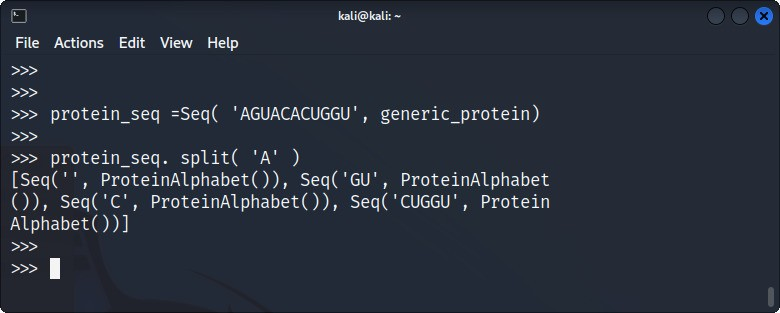 kali@kali: ~
File Actions Edit View Help
>>>
>>>
>>> protein_seq =Seq( 'AGUACACUGGU', generic_protein)
>>>
>>> protein_seq. split( 'A' )
[Seq('', ProteinAlphabet()), Seq('GU', ProteinAlphabet
()), Seq('C', ProteinAlphabet()), Seq('CUGGU', Protein
Alphabet())]
>>>
>>>